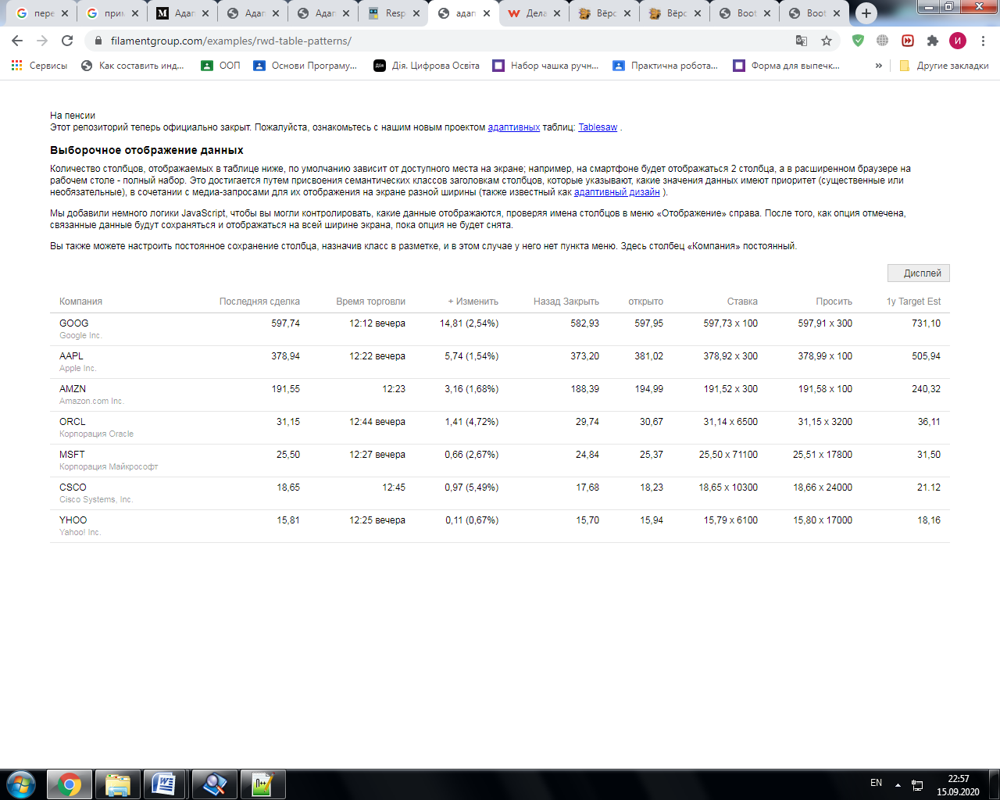 пере
прим
Адап
Адап
Адап
Resp
адап
Дела
Вёрс
Вёрс
Boot
Boot
filamentgroup.com/examples/rwd-table-patterns/
И
Сервисы
Как составить инд...
ООП
Основи Програму...
Дія. Цифрова Освіта
Набор чашка ручн...
Практична робота...
Форма для выпечк...
»
Другие закладки
На пенсии
Этот репозиторий теперь официально закрыт. Пожалуйста, ознакомьтесь с нашим новым проектом адаптивных таблиц: Tablesaw .
Выборочное отображение данных
Количество столбцов, отображаемых в таблице ниже, по умолчанию зависит от доступного места на экране; например, на смартфоне будет отображаться 2 столбца, а в расширенном браузере на
рабочем столе - полный набор. Это достигается путем присвоения семантических классов заголовкам столбцов, которые указывают, какие значения данных имеют приоритет (существенные или
необязательные), в сочетании с медиа-запросами для их отображения на экране разной ширины (также известный как адаптивный дизайн ).
Мы добавили немного логики JavaScript, чтобы вы могли контролировать, какие данные отображаются, проверяя имена столбцов в меню «Отображение» справа. После того, как опция отмечена,
связанные данные будут сохраняться и отображаться на всей ширине экрана, пока опция не будет снята.
Вы также можете настроить постоянное сохранение столбца, назначив класс в разметке, и в этом случае у него нет пункта меню. Здесь столбец «Компания» постоянный.
Дисплей
Компания Последняя сделка Время торговли + Изменить Назад Закрыть открыто Ставка Просить 1y Target Est
GOOG 597,74 12:12 вечера 14,81 (2,54%) 582,93 597,95 597,73 x 100 597,91 x 300 731,10
Google Inc.
AAPL 378,94 12:22 вечера 5,74 (1,54%) 373,20 381,02 378,92 x 300 378,99 x 100 505,94
Apple Inc.
AMZN 191,55 12:23 3,16 (1,68%) 188,39 194,99 191,52 x 300 191,58 x 100 240,32
Amazon.com Inc.
ORCL 31,15 12:44 вечера 1,41 (4,72%) 29,74 30,67 31,14 x 6500 31,15 x 3200 36,11
Корпорация Oracle
MSFT 25,50 12:27 вечера 0,66 (2,67%) 24,84 25,37 25,50 x 71100 25,51 x 17800 31,50
Корпорация Майкрософт
CSCO 18,65 12:45 0,97 (5,49%) 17,68 18,23 18,65 x 10300 18,66 x 24000 21.12
Cisco Systems, Inc.
YHOO 15,81 12:25 вечера 0,11 (0,67%) 15,70 15,94 15,79 x 6100 15,80 x 17000 18,16
Yahoo! Inc.
EN
22:57
15.09.2020